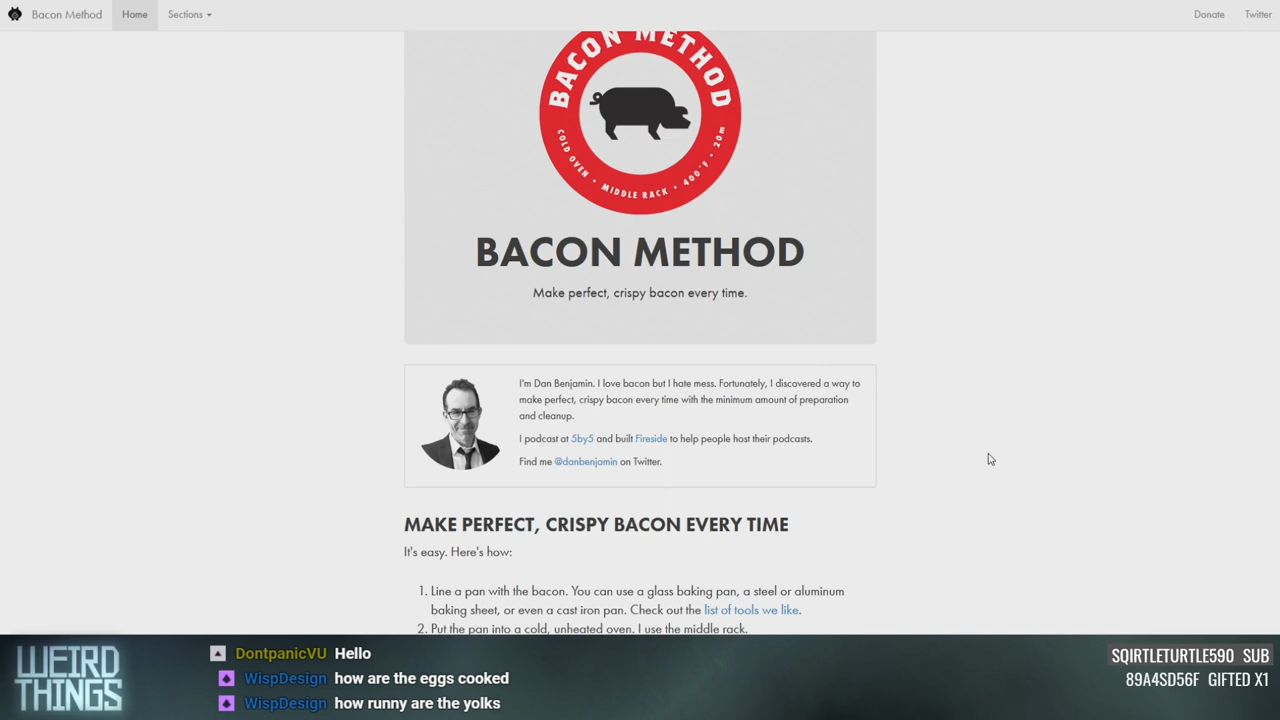 Bacon Method
Home
Sections
Donate
Twitter
BACON METHOD
COLD OVEN • MIDDLE RACK • 400°F • 20m
BACON METHOD
Make perfect, crispy bacon every time.
I'm Dan Benjamin. I love bacon but I hate mess. Fortunately, I discovered a way to
make perfect, crispy bacon every time with the minimum amount of preparation
and cleanup.
I podcast at 5by5 and built Fireside to help people host their podcasts.
Find me @danbenjamin on Twitter.
MAKE PERFECT, CRISPY BACON EVERY TIME
It's easy. Here's how:
1. Line a pan with the bacon. You can use a glass baking pan, a steel or aluminum
baking sheet, or even a cast iron pan. Check out the list of tools we like.
2. Put the pan into a cold, unheated oven. I use the middle rack.
WEIRD
THINGS
DontpanicVU Hello
WispDesign how are the eggs cooked
WispDesign how runny are the yolks
SQIRTLETURTLE590 SUB
89A4SD56F GIFTED X1